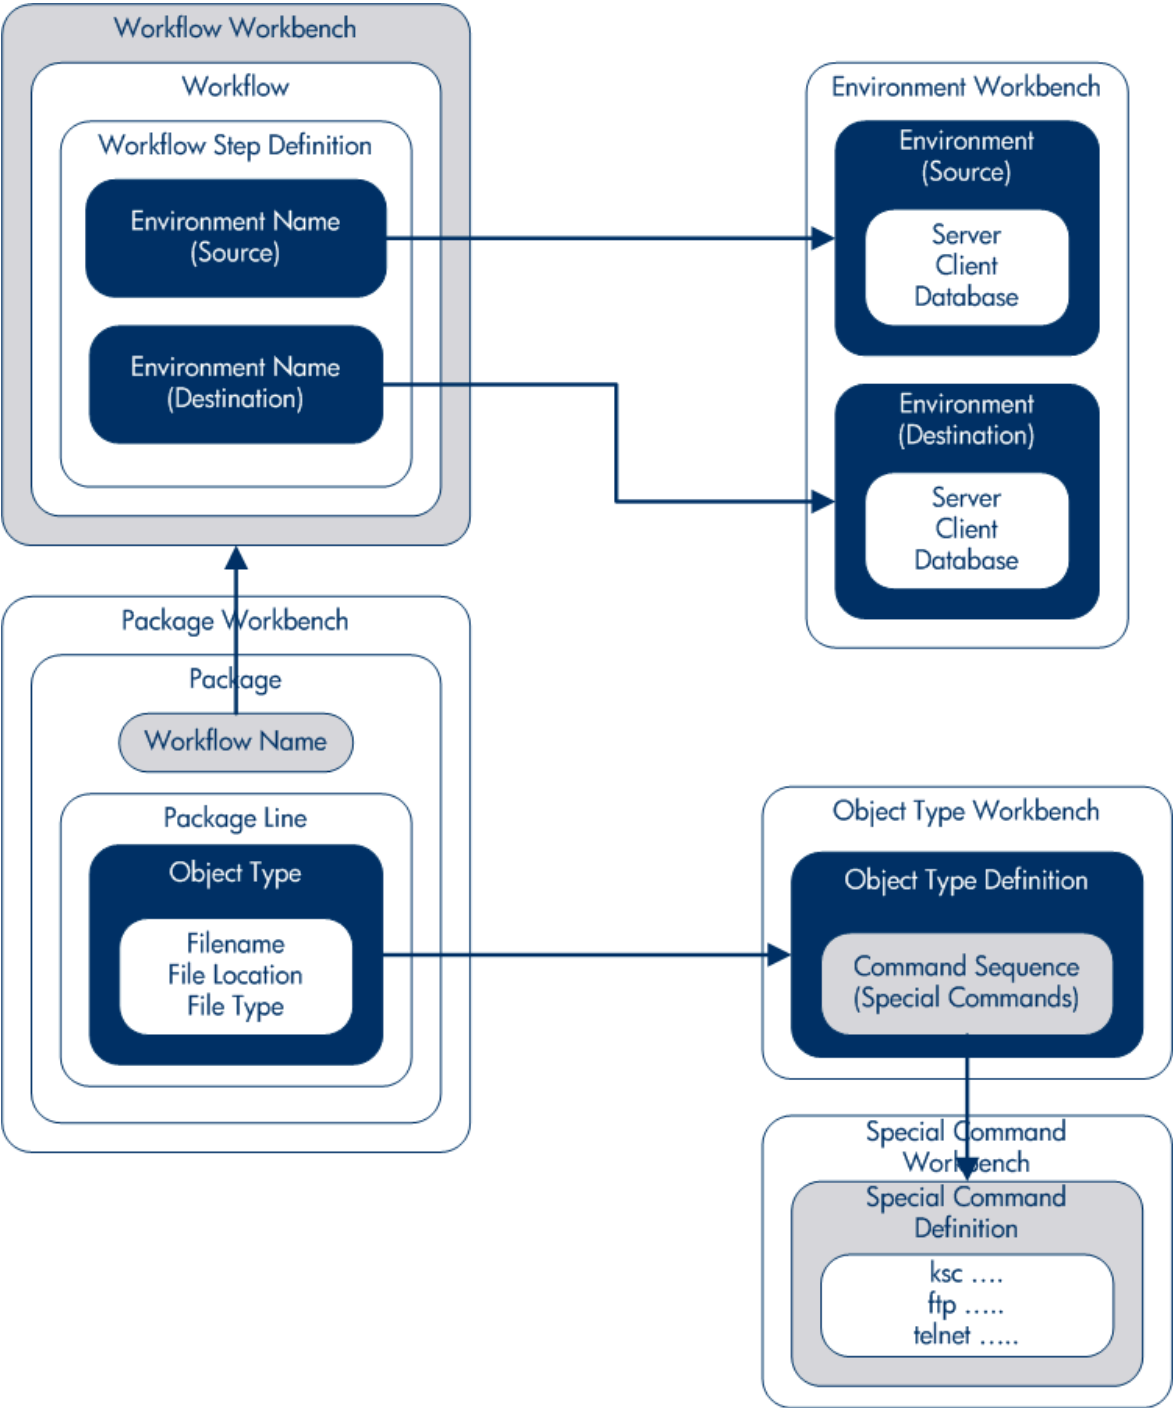 Workflow Workbench
Workflow
Workflow Step Definition
Environment Name
(Source)
Environment Name
(Destination)
Environment Workbench
Environment
(Source)
Server
Client
Database
Environment
(Destination)
Server
Client
Database
Package Workbench
Package
Workflow Name
Package Line
Object Type
Filename
File Location
File Type
Object Type Workbench
Object Type Definition
Command Sequence
(Special Commands)
Special Command
Workbench
Special Command
Definition
ksc ....
ftp .....
telnet .....